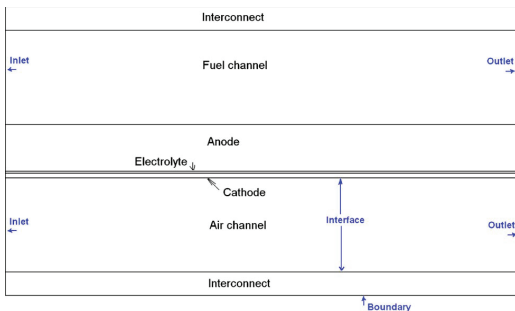 Interconnect
Inlet
Fuel channel
Outlet
Anode
Electrolyte
Cathode
Inlet
Air channel
Interface
Outlet
Interconnect
Boundary